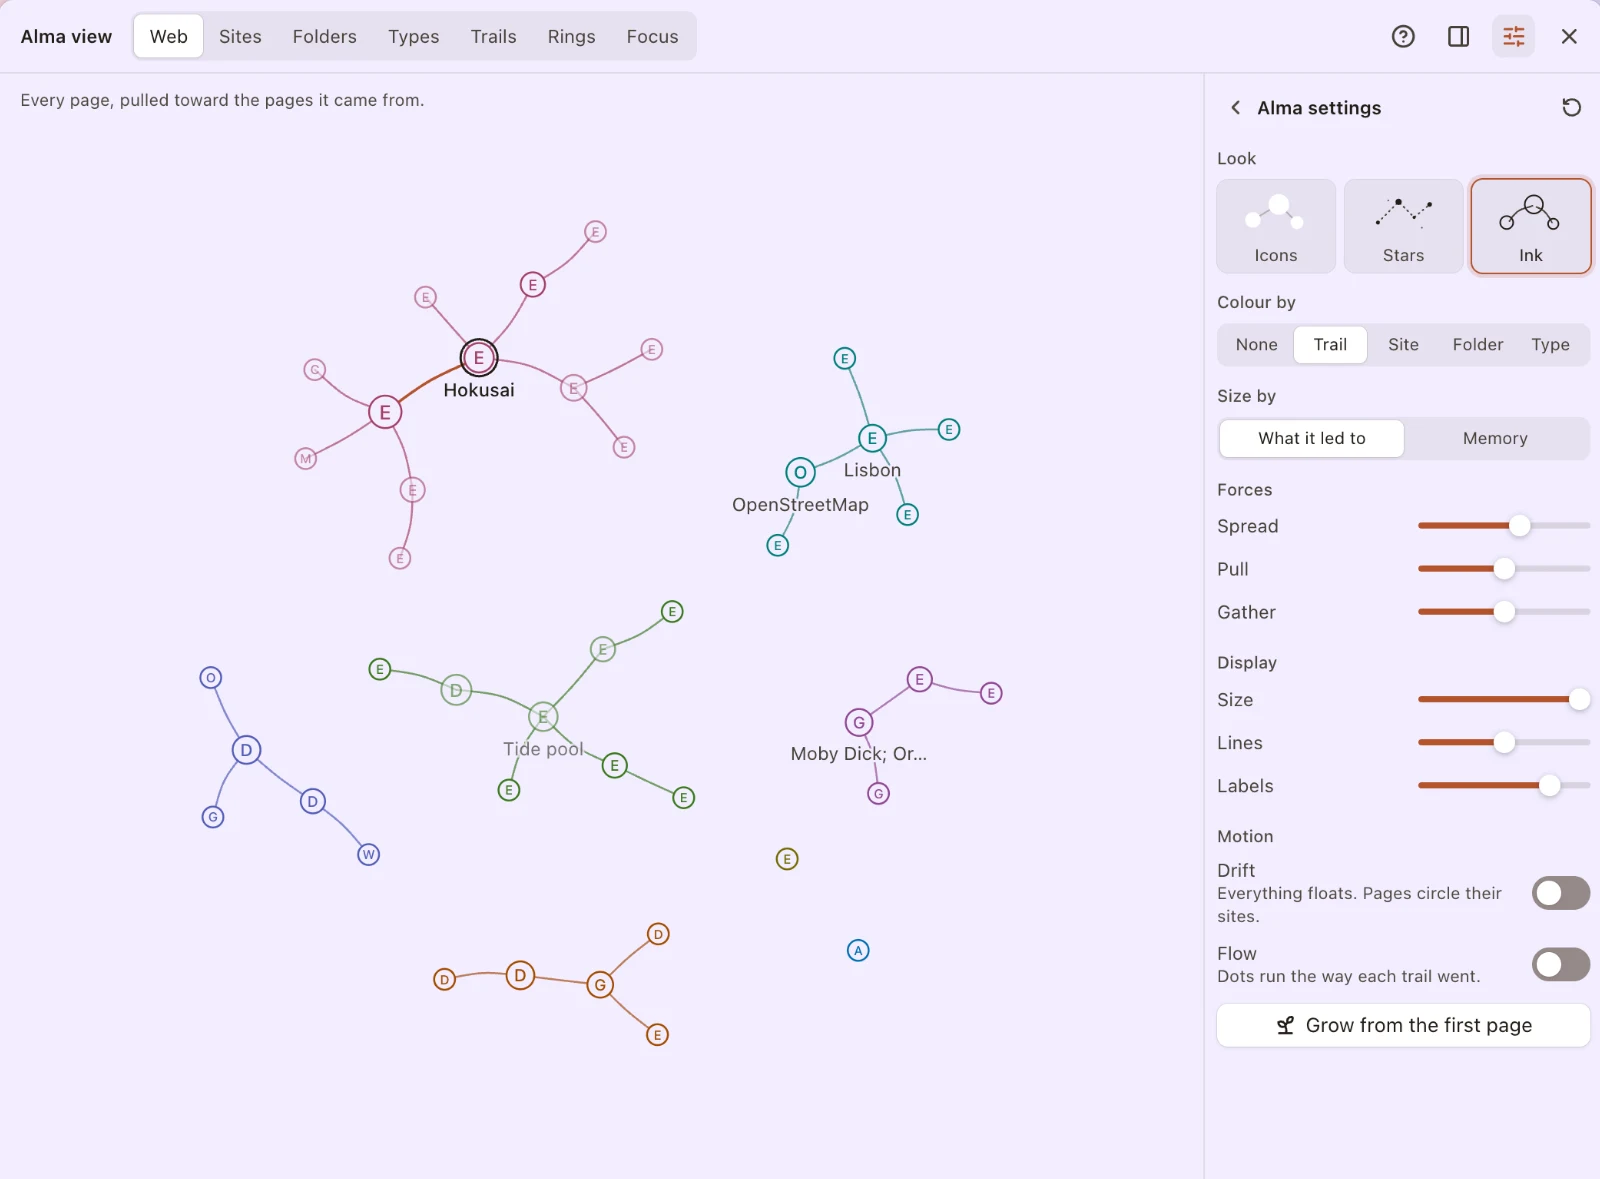 Alma view
Web
Sites
Folders
Types
Trails
Rings
Focus
Every page, pulled toward the pages it came from.
Alma settings
Look
Icons
Stars
Ink
Colour by
None
Trail
Site
Folder
Type
Size by
What it led to
Memory
Forces
Spread
Pull
Gather
Display
Size
Lines
Labels
Motion
Drift
Everything floats. Pages circle their
sites.
Flow
Dots run the way each trail went.
Grow from the first page
E
E
E
E
Hokusai
E
G
E
E
M
E
E
E
E
E
E
Lisbon
O
OpenStreetMap
E
E
E
E
E
D
E
Tide pool
E
E
E
O
D
G
D
W
E
E
G
Moby Dick; Or...
G
E
A
D
D
D
G
E